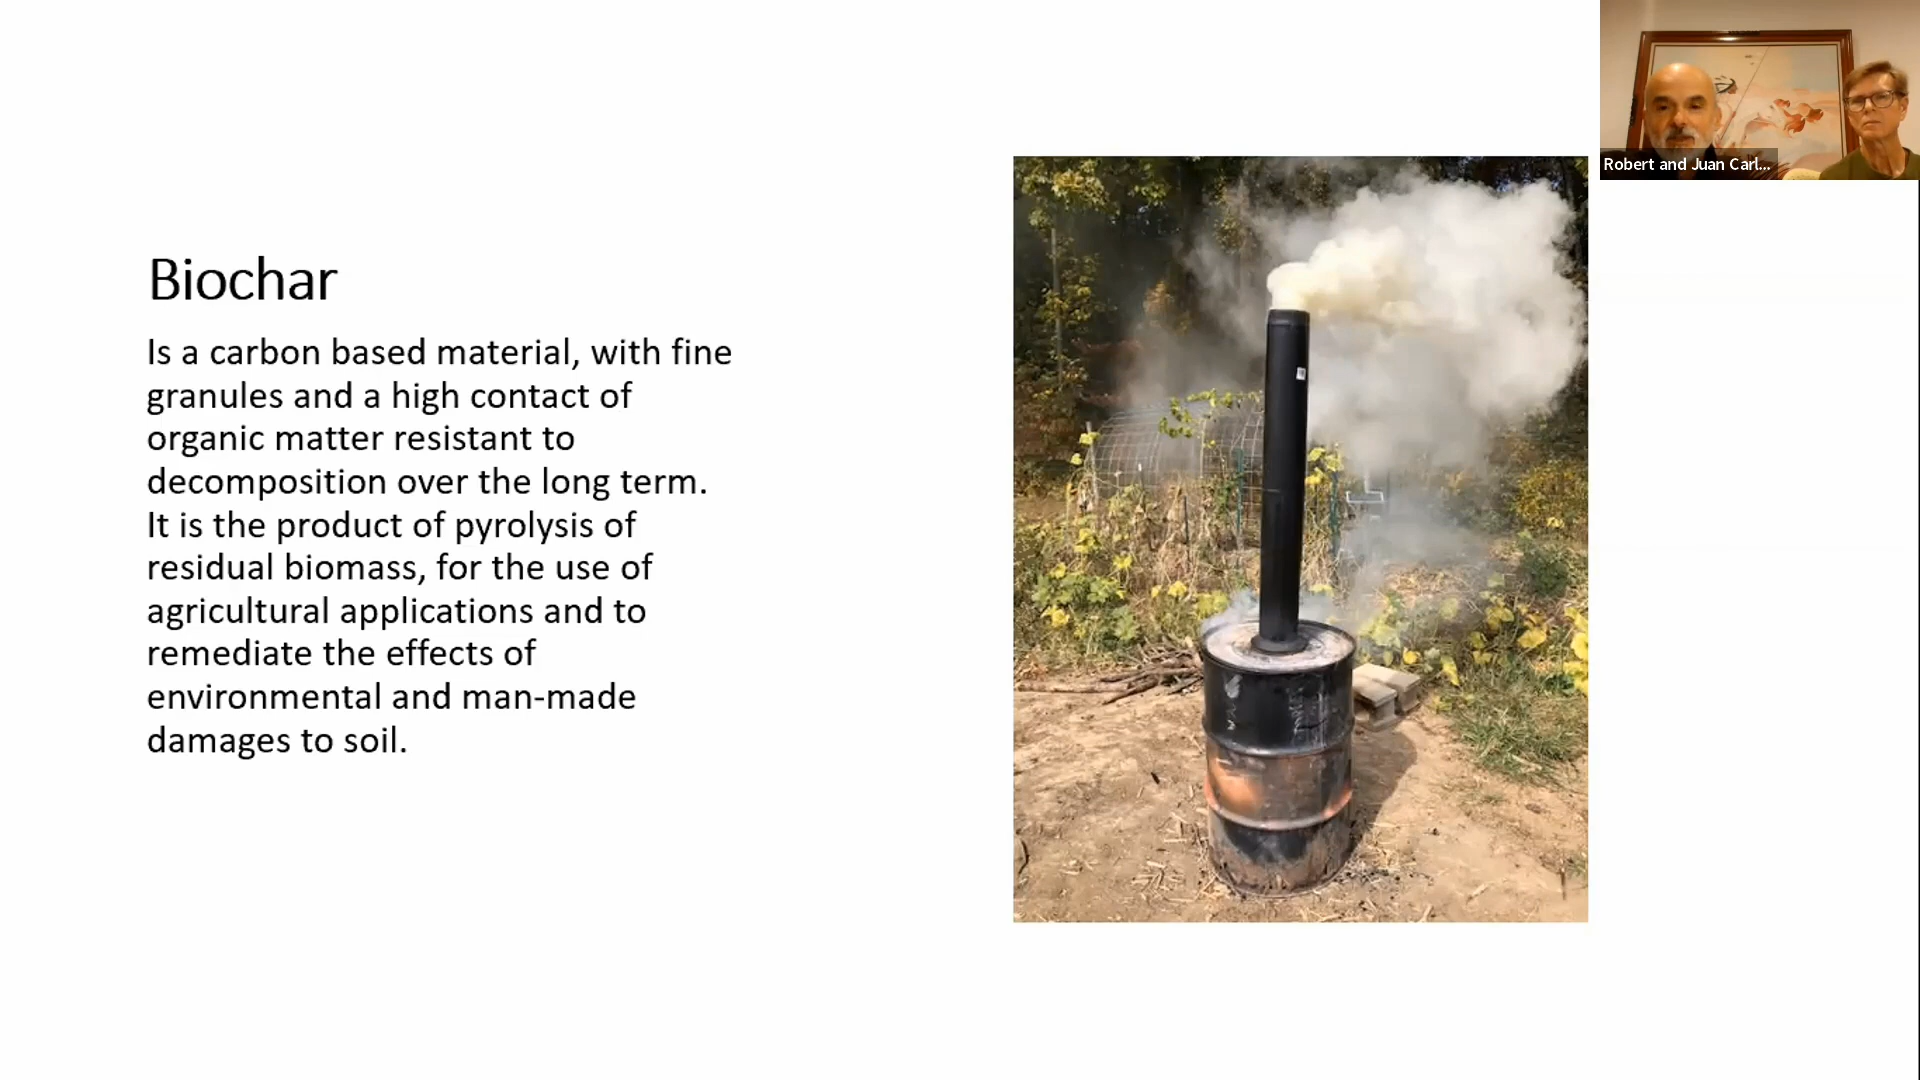 Robert and Juan Carl...
Biochar
Is a carbon based material, with fine
granules and a high contact of
organic matter resistant to
decomposition over the long term.
It is the product of pyrolysis of
residual biomass, for the use of
agricultural applications and to
remediate the effects of
environmental and man-made
damages to soil.